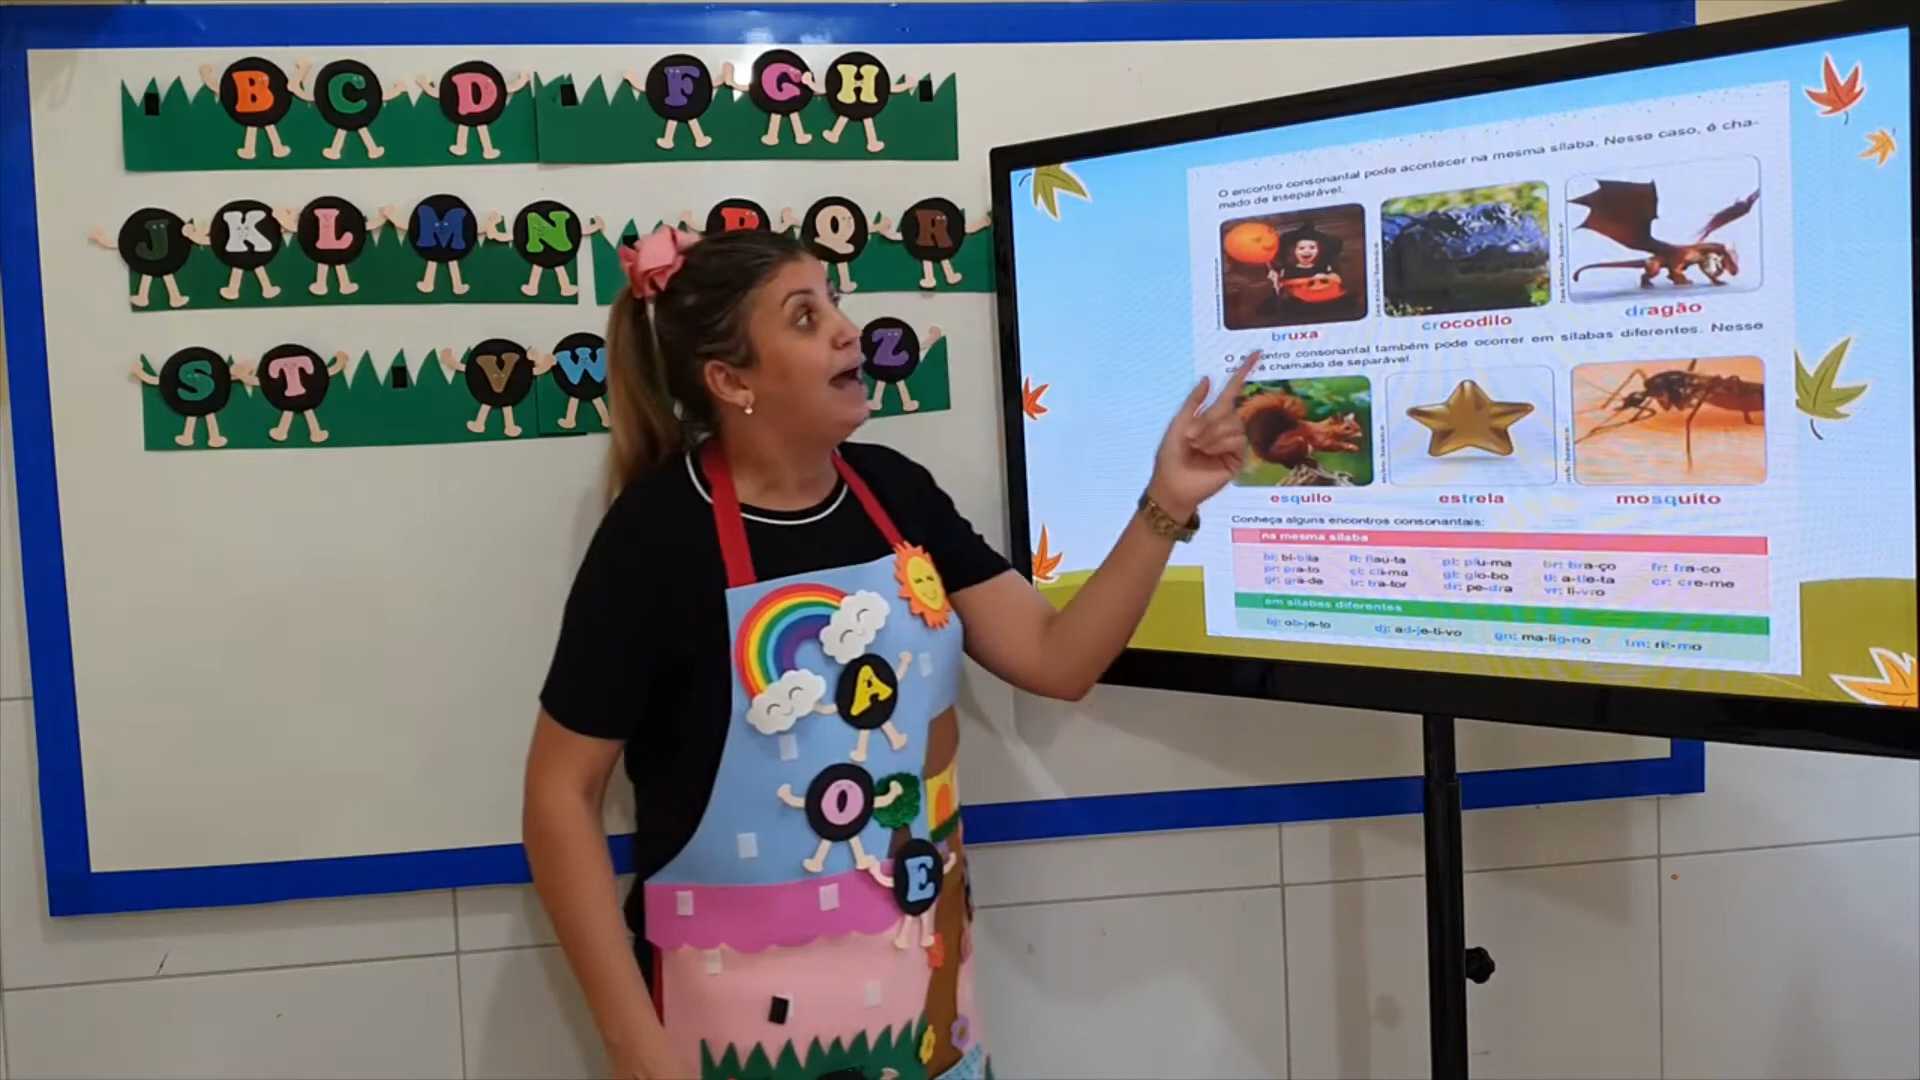 B C D F G H
J K L M N P Q R
S T V W Z
A
O
E
O encontro consonantal pode acontecer na mesma sílaba. Nesse caso, é cha-
mado de inseparável.
bruxa crocodilo dragão
O encontro consonantal também pode ocorrer em sílabas diferentes. Nesse
caso, é chamado de separável.
esquilo estrela mosquito
Conheça alguns encontros consonantais:
na mesma sílaba
bl: bí-blia fl: flau-ta pl: plu-ma br: bra-ço fr: fra-co
pr: pra-to cl: cli-ma gl: glo-bo tl: a-tle-ta cr: cre-me
gr: gra-de tr: tra-tor dr: pe-dra vr: li-vro
em sílabas diferentes
bj: ob-je-to dj: ad-je-ti-vo gn: ma-lig-no tm: rit-mo